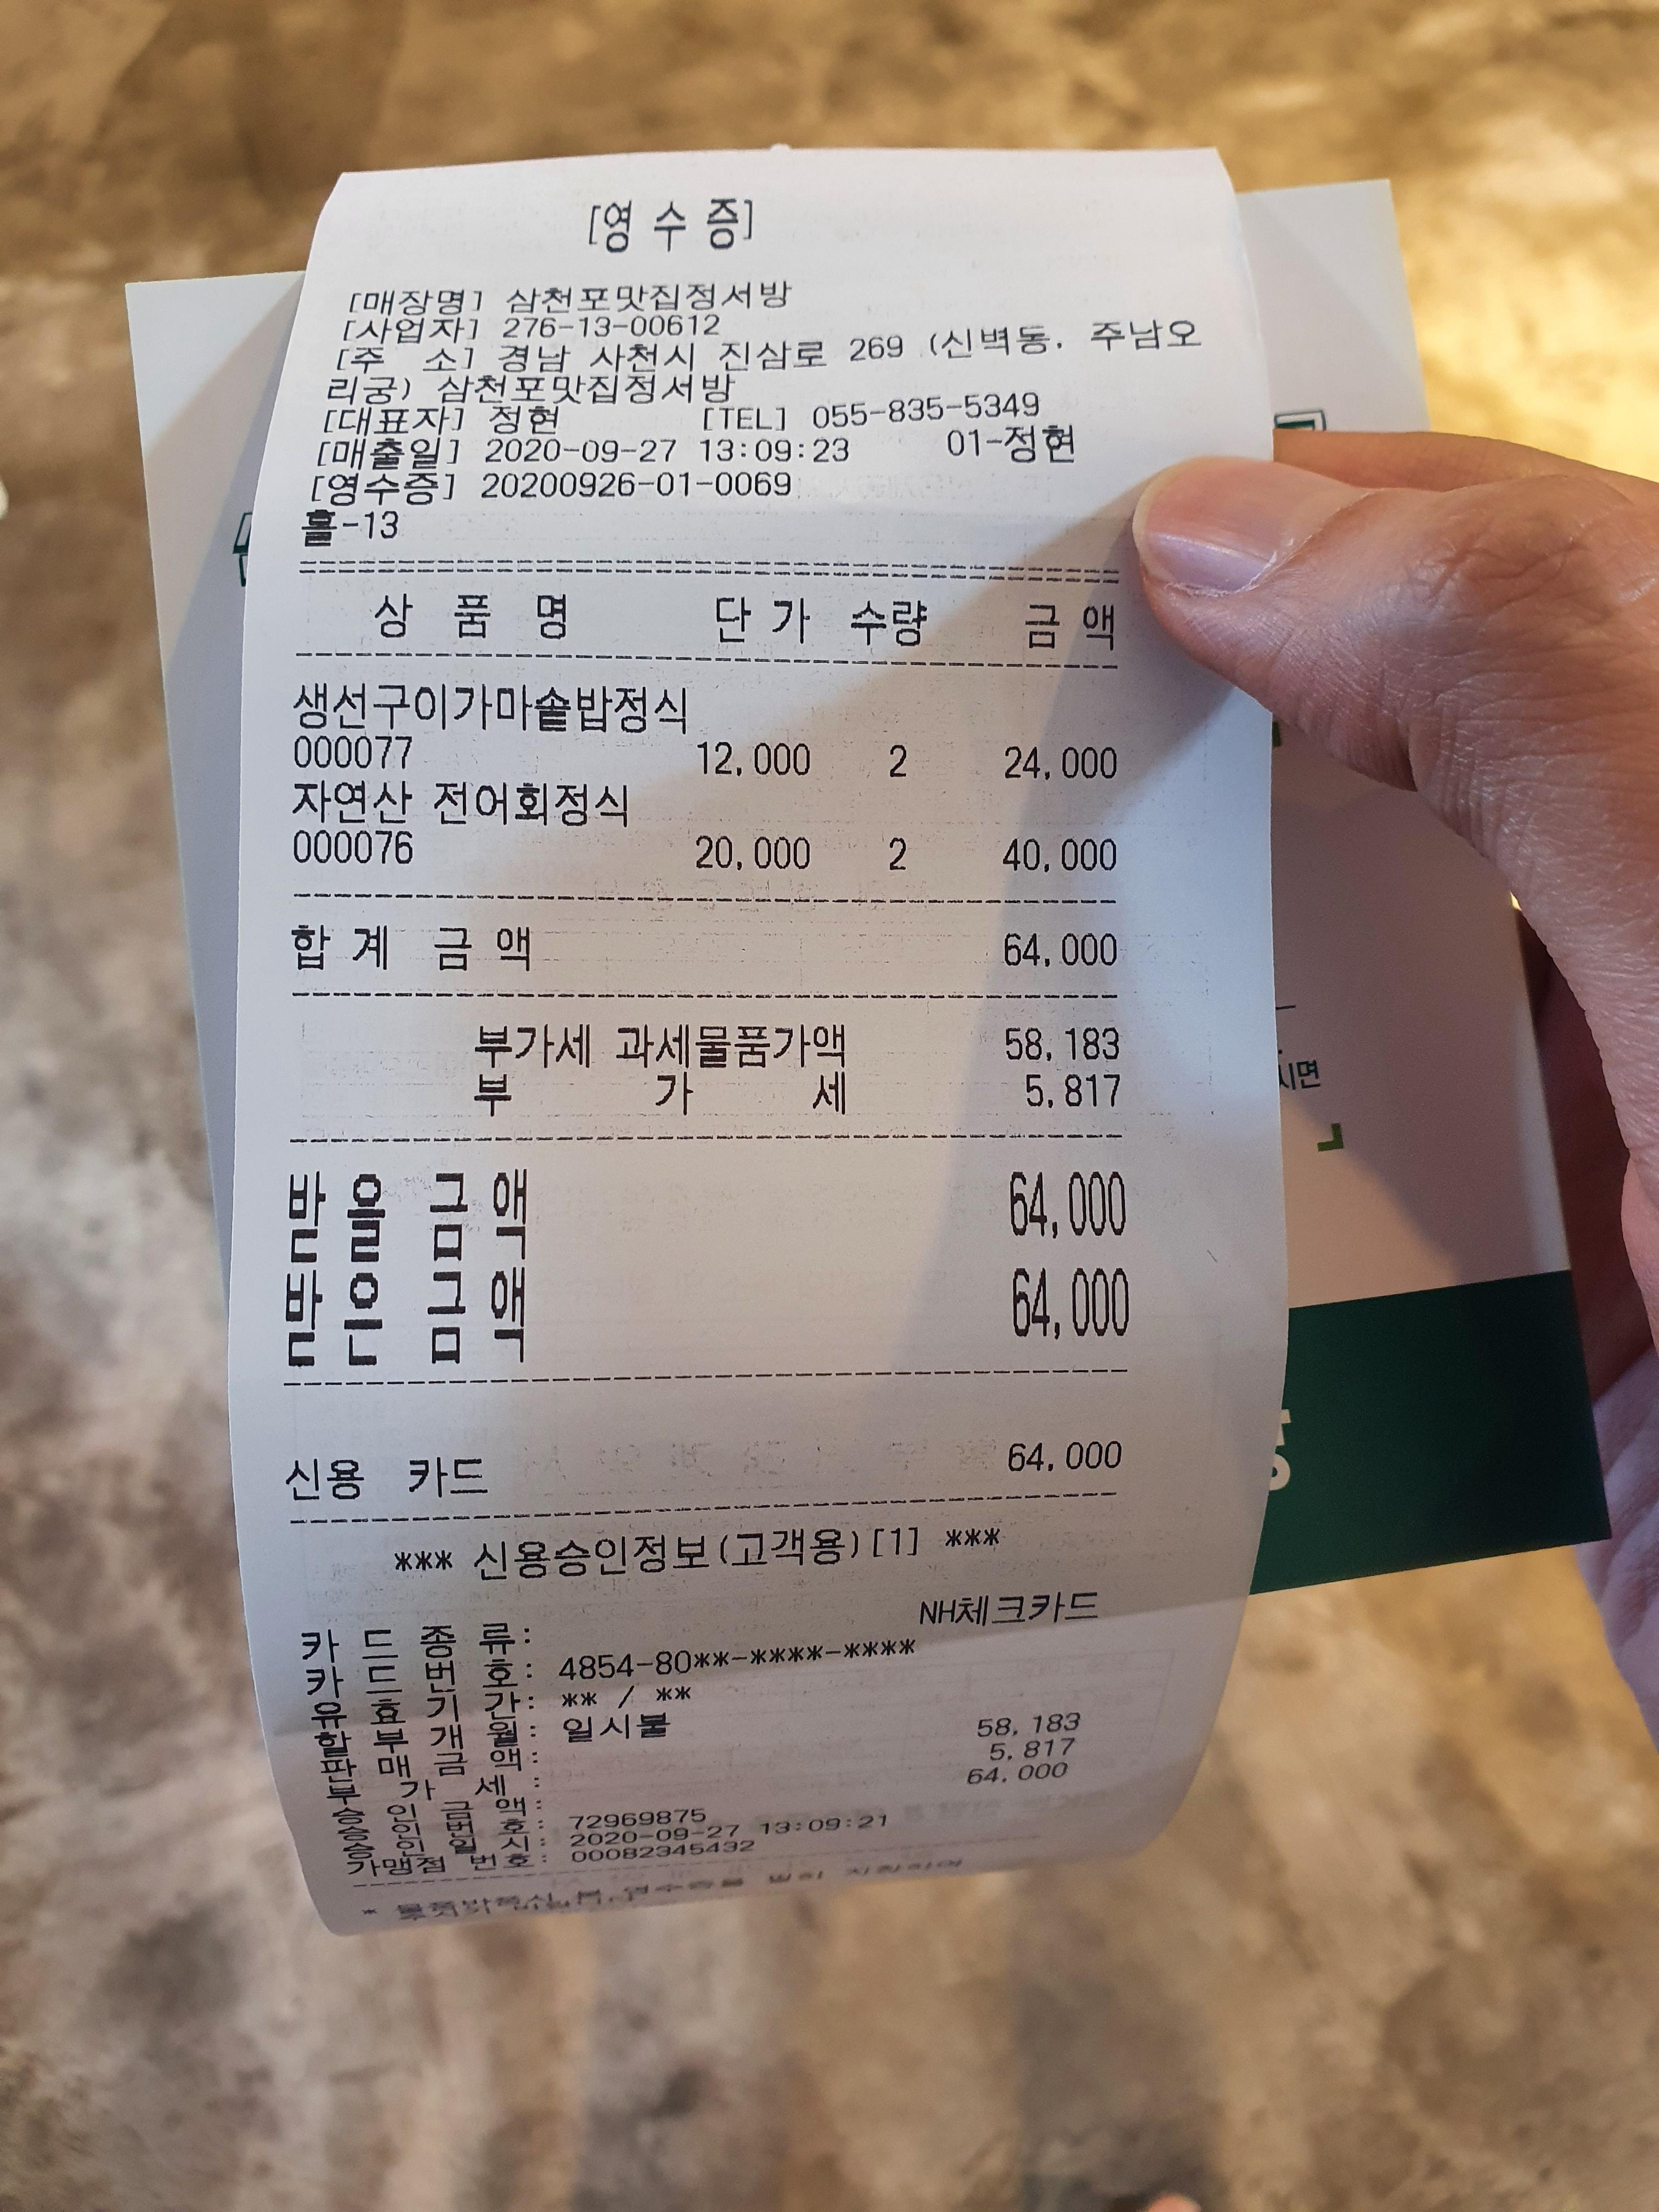 [영 수 증]
[매장명] 삼천포맛집정서방
[사업자] 276-13-00612
[주 소] 경남 사천시 진삼로 269 (신벽동, 주남오
리궁) 삼천포맛집정서방
[대표자] 정현 [TEL] 055-835-5349
[매출일] 2020-09-27 13:09:23 01-정현
[영수증] 20200926-01-0069
홀-13
상 품 명 단 가 수량 금 액
생선구이가마솥밥정식
000077 12,000 2 24,000
자연산 전어회정식
000076 20,000 2 40,000
합 계 금 액 64,000
부가세 과세물품가액 58,183
부 가 세 5,817
받 을 금 액 64,000
받 은 금 액 64,000
신용 카드 64,000
*** 신용승인정보(고객용)[1] ***
카 드 종 류: NH체크카드
카 드 번 호: 4854-80**-****-****
유 효 기 간: ** / **
할 부 개 월: 일시불
판 매 금 액: 58,183
부 가 세 : 5,817
승 인 금 액: 64,000
승 인 번 호: 72969875
승 인 일 시: 2020-09-27 13:09:21
가맹점 번호: 00082345432
시면